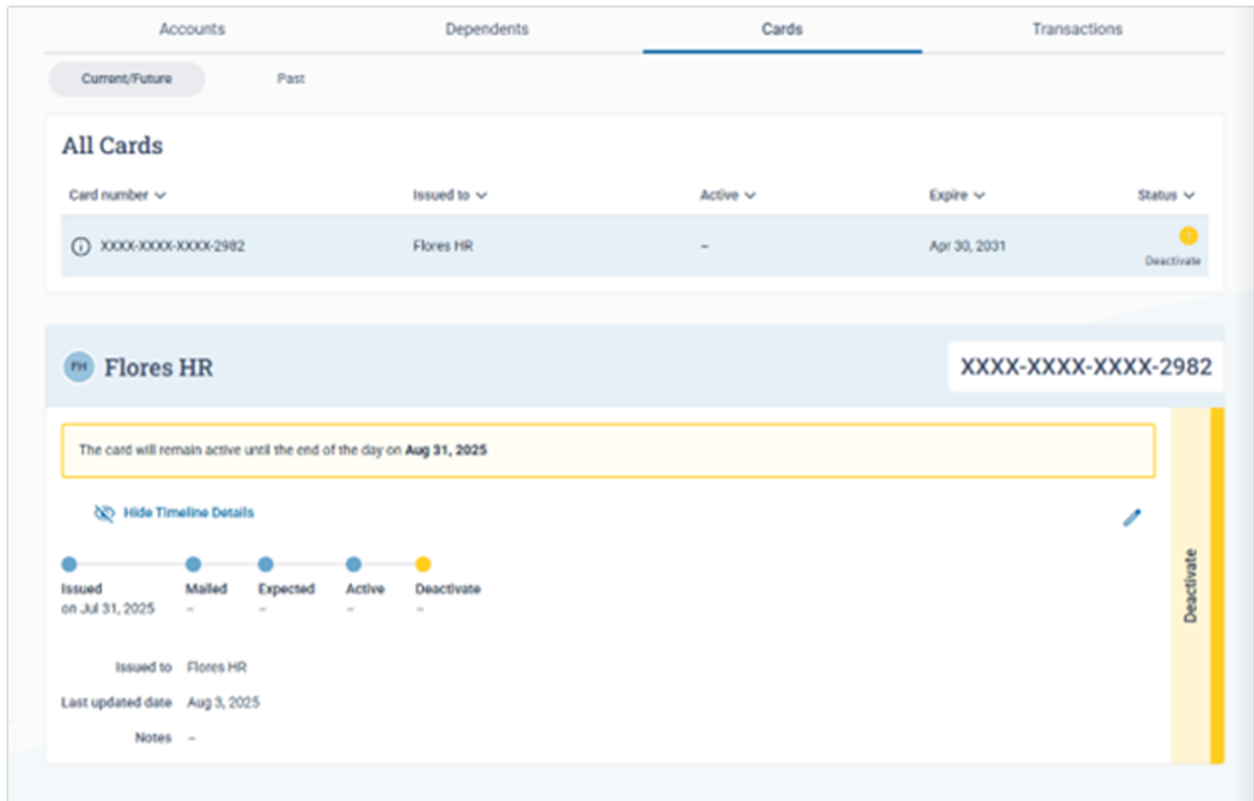 Accounts Dependents Cards Transactions
Current/Future Past
All Cards
Card number Issued to Active Expire Status
XXXX-XXXX-XXXX-2982 Flores HR – Apr 30, 2031
Deactivate
FH Flores HR XXXX-XXXX-XXXX-2982
The card will remain active until the end of the day on Aug 31, 2025
Hide Timeline Details
Issued Mailed Expected Active Deactivate
on Jul 31, 2025 – – – –
Deactivate
Issued to Flores HR
Last updated date Aug 3, 2025
Notes –